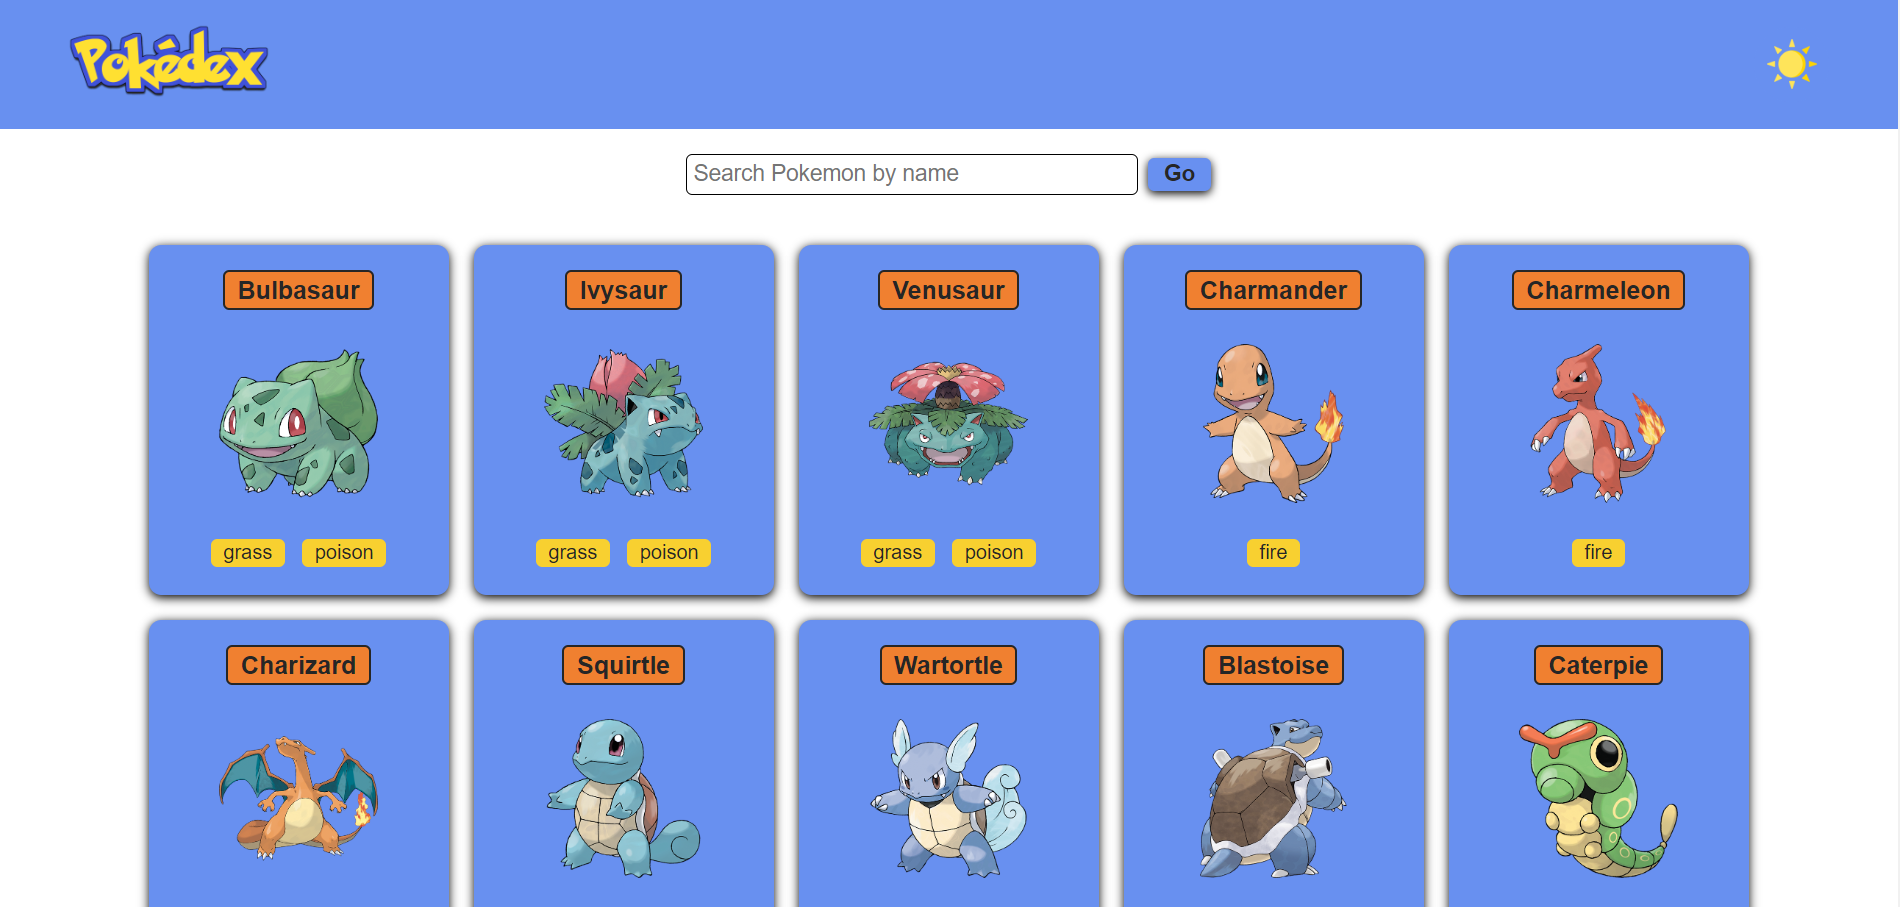 Pokédex
Search Pokemon by name Go
Bulbasaur Ivysaur Venusaur Charmander Charmeleon
grass poison grass poison grass poison fire fire
Charizard Squirtle Wartortle Blastoise Caterpie